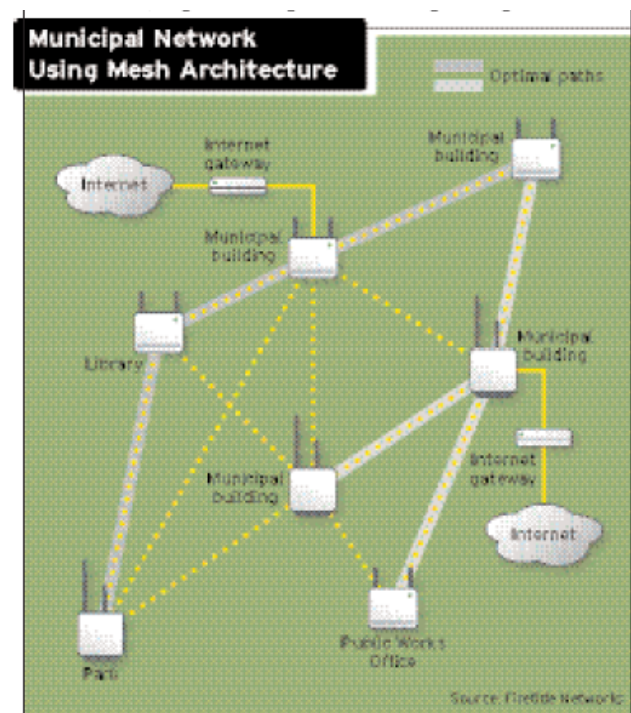 Municipal Network
Using Mesh Architecture
Optimal paths
Municipal
building
Internet
gateway
Internet
Municipal
building
Library
Municipal
building
Municipal
building
Internet
gateway
Internet
Public Works
Office
Source: Firetide Networks